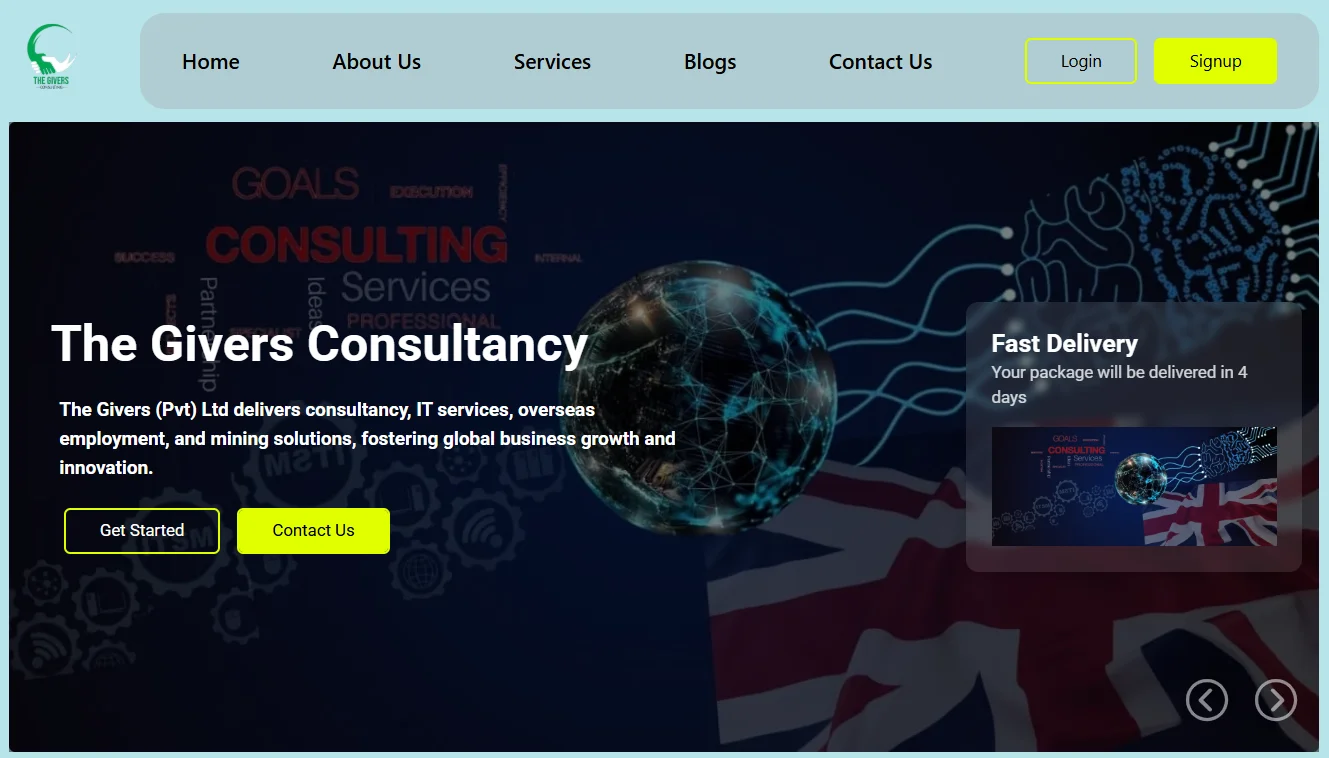 THE GIVERS
CONSULTING
Home
About Us
Services
Blogs
Contact Us
Login
Signup
GOALS
EXECUTION
EFFICIENCY
CONSULTING
SUCCESS
INTERNAL
Services
Ideas
Partnership
PROFESSIONAL
SPECIALIST
The Givers Consultancy
The Givers (Pvt) Ltd delivers consultancy, IT services, overseas
employment, and mining solutions, fostering global business growth and
innovation.
Get Started
Contact Us
Fast Delivery
Your package will be delivered in 4
days
GOALS
CONSULTING
Services